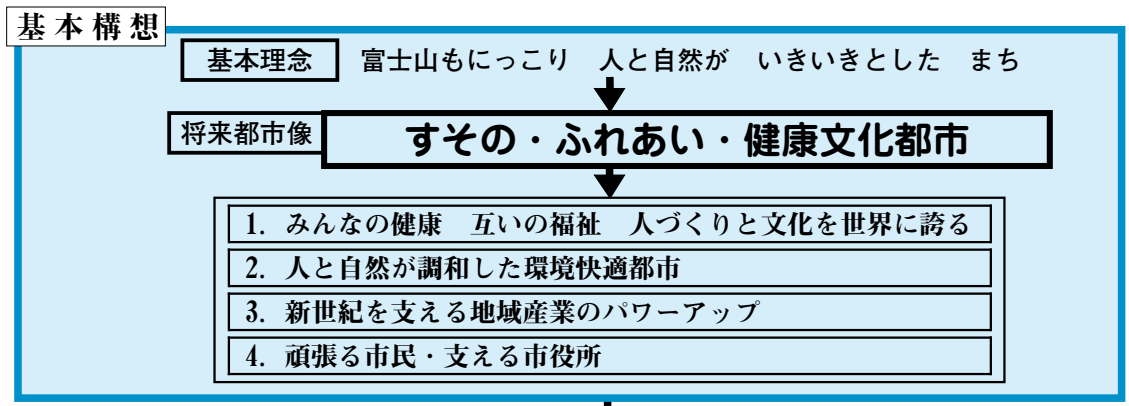 基本構想
基本理念 富士山もにっこり 人と自然が いきいきとした まち
将来都市像 すその・ふれあい・健康文化都市
1. みんなの健康 互いの福祉 人づくりと文化を世界に誇る
2. 人と自然が調和した環境快適都市
3. 新世紀を支える地域産業のパワーアップ
4. 頑張る市民・支える市役所